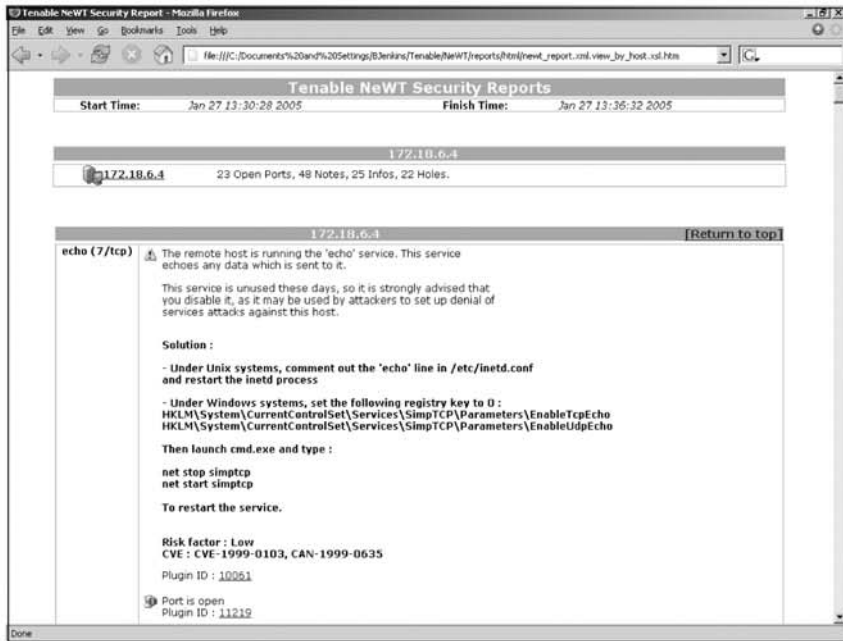 Tenable NeWT Security Report - Mozilla Firefox
File Edit View Go Bookmarks Tools Help
file:///C:/Documents%20and%20Settings/BJenkins/Tenable/NeWT/reports/html/newt_report.xml.view_by_host.xsl.htm
Tenable NeWT Security Reports
Start Time: Jan 27 13:30:28 2005 Finish Time: Jan 27 13:36:32 2005
172.18.6.4
172.18.6.4 23 Open Ports, 48 Notes, 25 Infos, 22 Holes.
172.18.6.4 [Return to top]
echo (7/tcp) The remote host is running the 'echo' service. This service
echoes any data which is sent to it.
This service is unused these days, so it is strongly advised that
you disable it, as it may be used by attackers to set up denial of
services attacks against this host.
Solution :
- Under Unix systems, comment out the 'echo' line in /etc/inetd.conf
and restart the inetd process
- Under Windows systems, set the following registry key to 0 :
HKLM\System\CurrentControlSet\Services\SimpTCP\Parameters\EnableTcpEcho
HKLM\System\CurrentControlSet\Services\SimpTCP\Parameters\EnableUdpEcho
Then launch cmd.exe and type :
net stop simptcp
net start simptcp
To restart the service.
Risk factor : Low
CVE : CVE-1999-0103, CAN-1999-0635
Plugin ID : 10061
Port is open
Plugin ID : 11219
Done